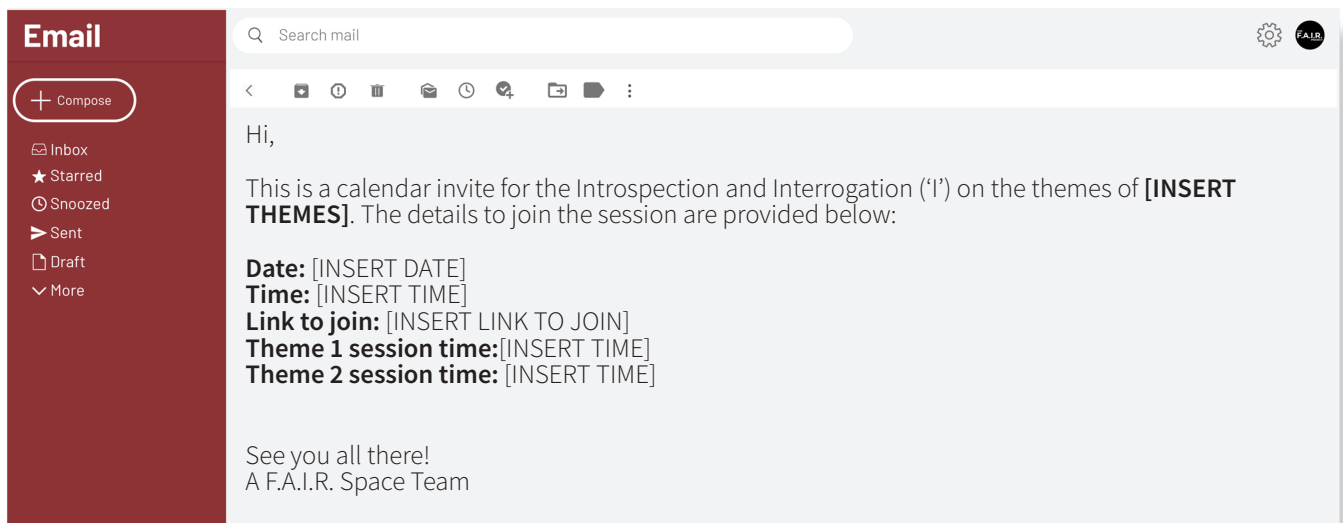 Email
Search mail
F.A.I.R.
Compose
Inbox
Starred
Snoozed
Sent
Draft
More
Hi,
This is a calendar invite for the Introspection and Interrogation (‘I’) on the themes of [INSERT
THEMES]. The details to join the session are provided below:
Date: [INSERT DATE]
Time: [INSERT TIME]
Link to join: [INSERT LINK TO JOIN]
Theme 1 session time:[INSERT TIME]
Theme 2 session time: [INSERT TIME]
See you all there!
A F.A.I.R. Space Team